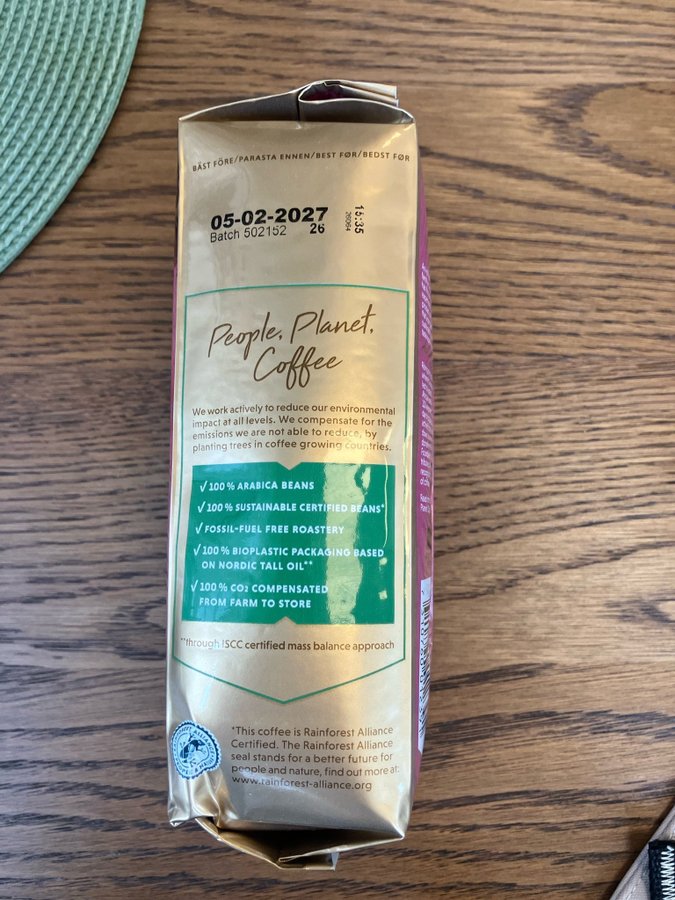 BÄST FÖRE/PARASTA ENNEN/BEST FØR/BEDST FØR
05-02-2027
Batch 502152 26
15:35
26064
People, Planet,
Coffee
We work actively to reduce our environmental
impact at all levels. We compensate for the
emissions we are not able to reduce, by
planting trees in coffee growing countries.
√ 100 % ARABICA BEANS
√ 100 % SUSTAINABLE CERTIFIED BEANS*
√ FOSSIL-FUEL FREE ROASTERY
√ 100 % BIOPLASTIC PACKAGING BASED
ON NORDIC TALL OIL**
√ 100 % CO₂ COMPENSATED
FROM FARM TO STORE
**through ISCC certified mass balance approach
*This coffee is Rainforest Alliance
Certified. The Rainforest Alliance
seal stands for a better future for
people and nature, find out more at:
www.rainforest-alliance.org